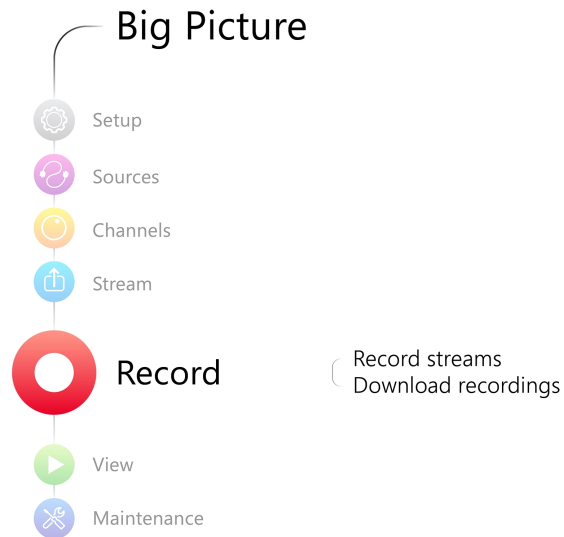 Big Picture
Setup
Sources
Channels
Stream
Record
Record streams
Download recordings
View
Maintenance